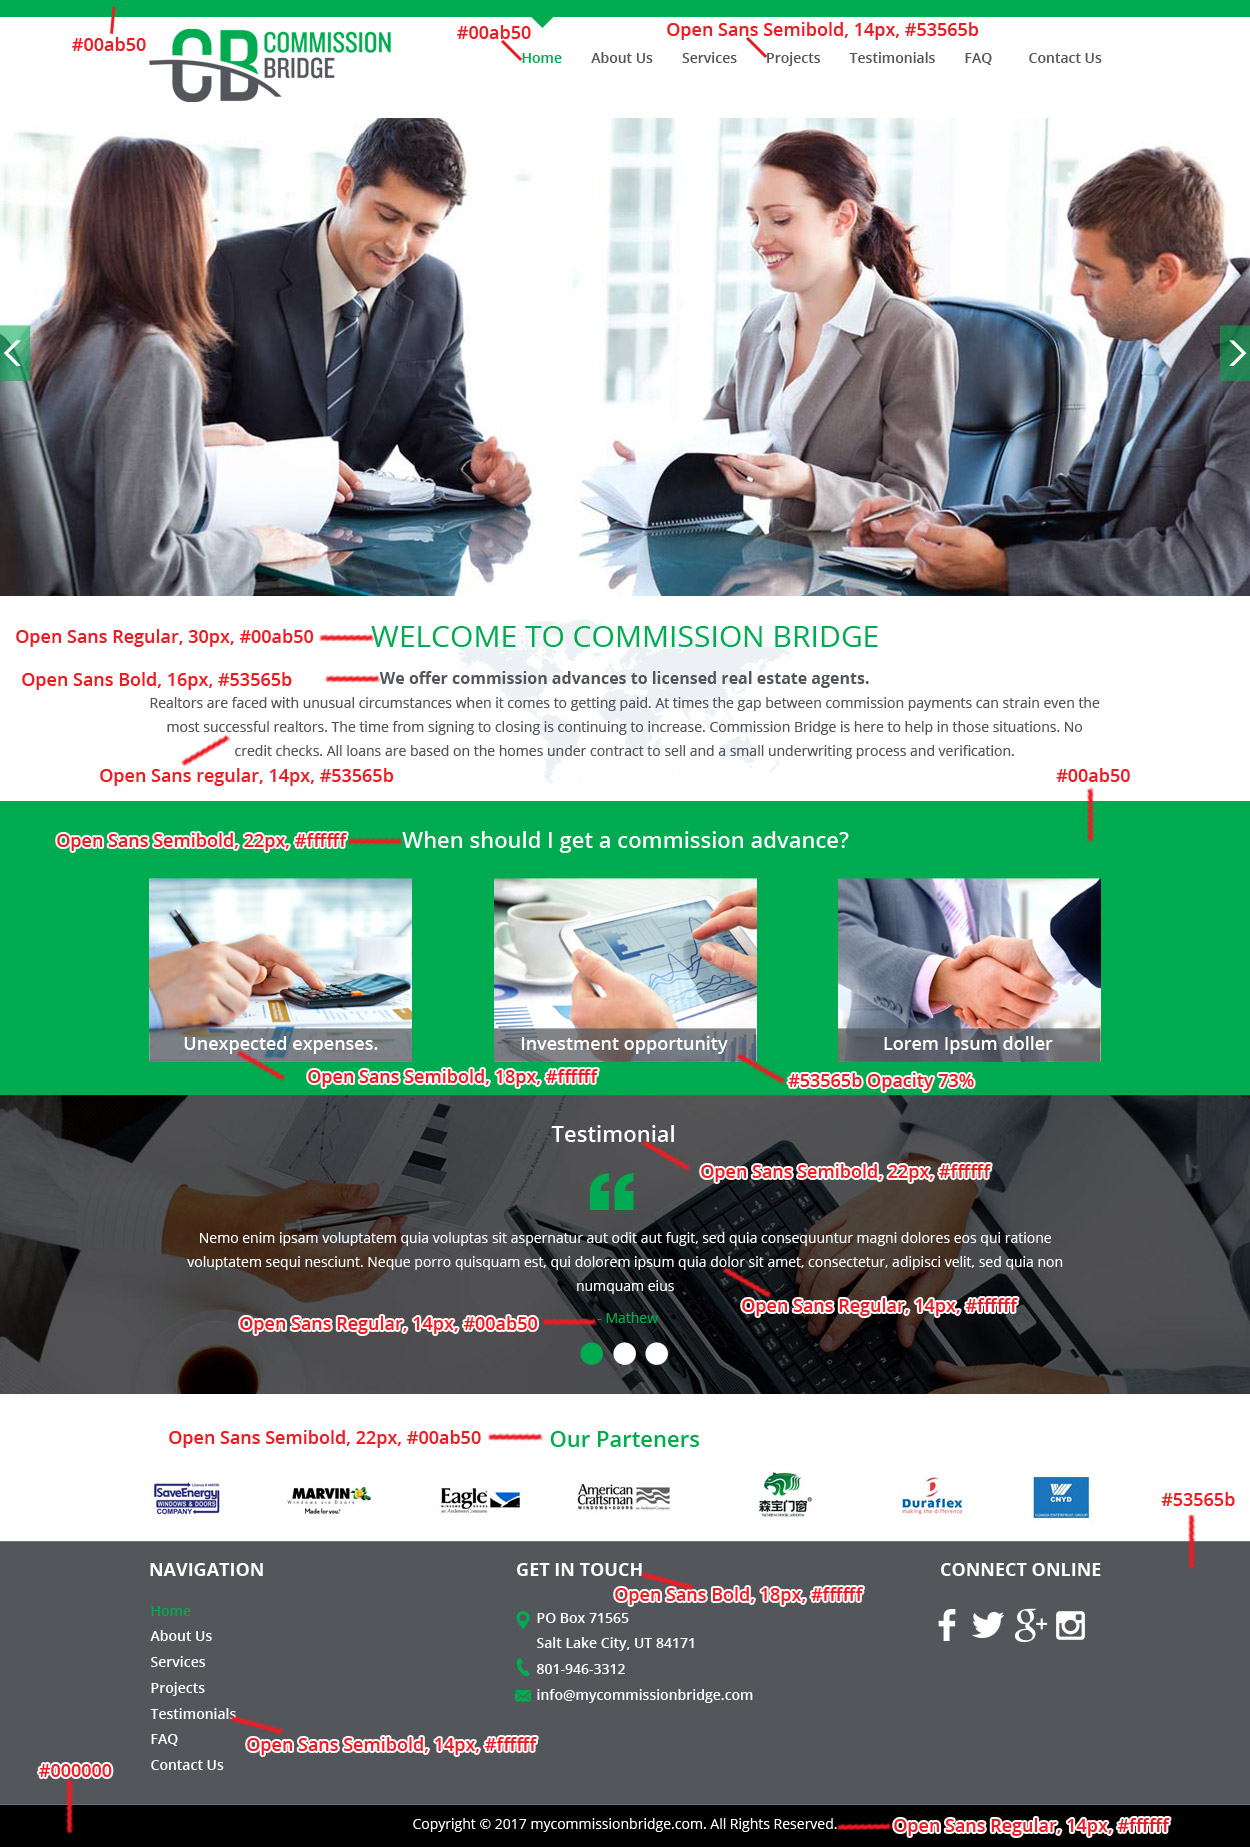 #00ab50
#00ab50
Open Sans Semibold, 14px, #53565b
CB COMMISSION
BRIDGE
Home
About Us
Services
Projects
Testimonials
FAQ
Contact Us
Open Sans Regular, 30px, #00ab50
WELCOME TO COMMISSION BRIDGE
Open Sans Bold, 16px, #53565b
We offer commission advances to licensed real estate agents.
Realtors are faced with unusual circumstances when it comes to getting paid. At times the gap between commission payments can strain even the
most successful realtors. The time from signing to closing is continuing to increase. Commission Bridge is here to help in those situations. No
credit checks. All loans are based on the homes under contract to sell and a small underwriting process and verification.
Open Sans regular, 14px, #53565b
#00ab50
Open Sans Semibold, 22px, #ffffff
When should I get a commission advance?
Unexpected expenses.
Investment opportunity
Lorem Ipsum doller
Open Sans Semibold, 18px, #ffffff
#53565b Opacity 73%
Testimonial
Open Sans Semibold, 22px, #ffffff
Nemo enim ipsam voluptatem quia voluptas sit aspernatur aut odit aut fugit, sed quia consequuntur magni dolores eos qui ratione
voluptatem sequi nesciunt. Neque porro quisquam est, qui dolorem ipsum quia dolor sit amet, consectetur, adipisci velit, sed quia non
numquam eius
Open Sans Regular, 14px, #ffffff
Open Sans Regular, 14px, #00ab50
- Mathew
Open Sans Semibold, 22px, #00ab50
Our Parteners
SaveEnergy
WINDOWS & DOORS
COMPANY
MARVIN
Windows and Doors
Made for you.
Eagle
American
Craftsman
WINDOWS • DOORS
森宝门窗
Duraflex
making the difference
CNYD
#53565b
NAVIGATION
GET IN TOUCH
CONNECT ONLINE
Open Sans Bold, 18px, #ffffff
Home
About Us
Services
Projects
Testimonials
FAQ
Contact Us
PO Box 71565
Salt Lake City, UT 84171
801-946-3312
info@mycommissionbridge.com
Open Sans Semibold, 14px, #ffffff
#000000
Copyright © 2017 mycommissionbridge.com. All Rights Reserved.
Open Sans Regular, 14px, #ffffff